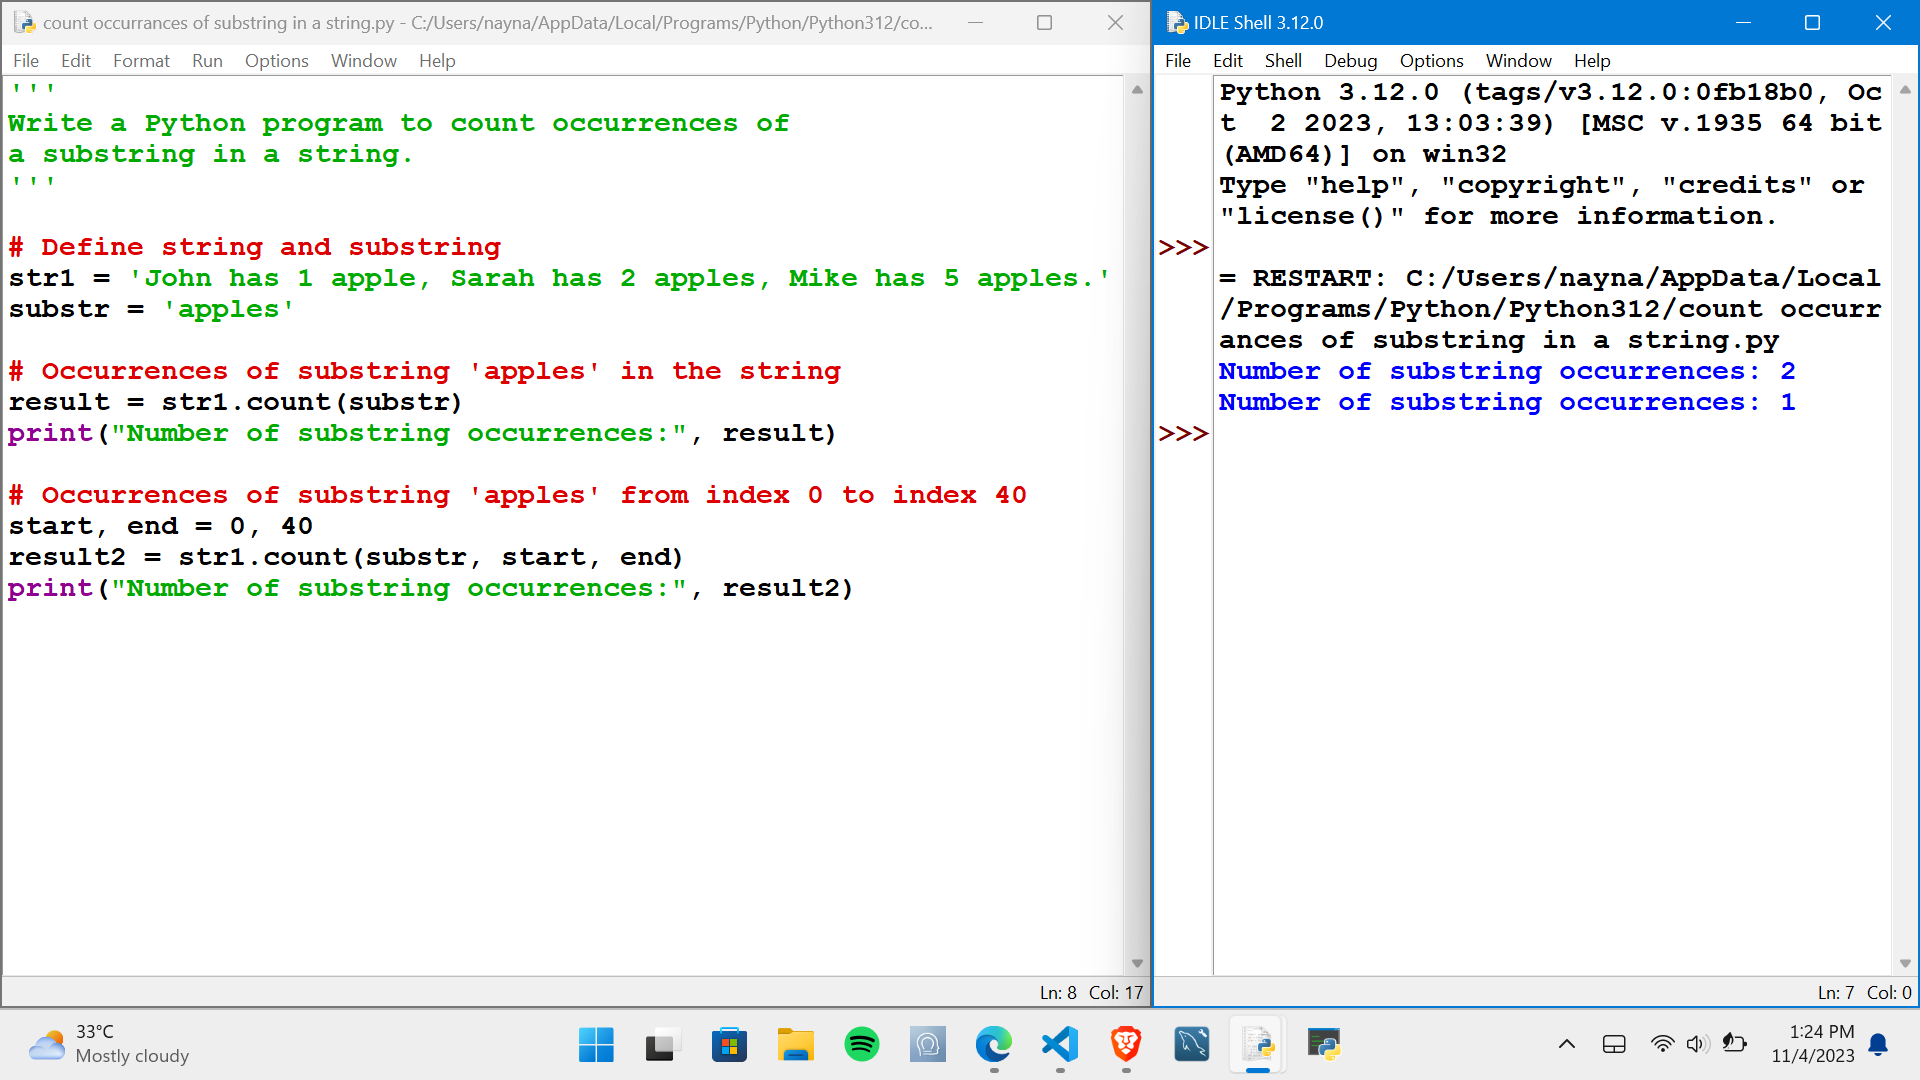 count occurrances of substring in a string.py - C:/Users/nayna/AppData/Local/Programs/Python/Python312/co...
File Edit Format Run Options Window Help
'''
Write a Python program to count occurrences of
a substring in a string.
'''
# Define string and substring
str1 = 'John has 1 apple, Sarah has 2 apples, Mike has 5 apples.'
substr = 'apples'
# Occurrences of substring 'apples' in the string
result = str1.count(substr)
print("Number of substring occurrences:", result)
# Occurrences of substring 'apples' from index 0 to index 40
start, end = 0, 40
result2 = str1.count(substr, start, end)
print("Number of substring occurrences:", result2)
Ln: 8 Col: 17
IDLE Shell 3.12.0
File Edit Shell Debug Options Window Help
Python 3.12.0 (tags/v3.12.0:0fb18b0, Oc
t  2 2023, 13:03:39) [MSC v.1935 64 bit
(AMD64)] on win32
Type "help", "copyright", "credits" or
"license()" for more information.
>>>
= RESTART: C:/Users/nayna/AppData/Local
/Programs/Python/Python312/count occurr
ances of substring in a string.py
Number of substring occurrences: 2
Number of substring occurrences: 1
>>>
Ln: 7 Col: 0
33°C
Mostly cloudy
1:24 PM
11/4/2023